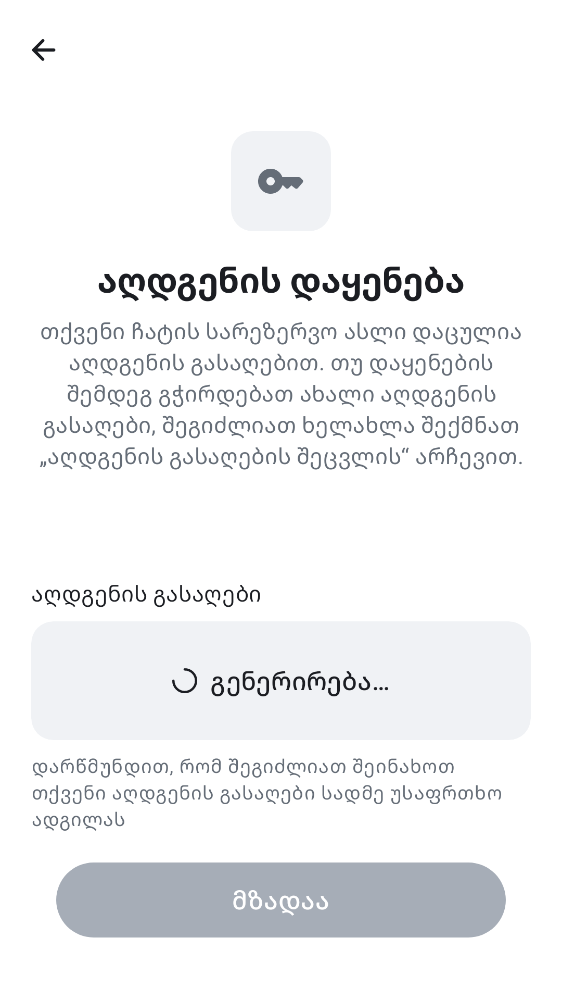 აღდგენის დაყენება
თქვენი ჩატის სარეზერვო ასლი დაცულია
აღდგენის გასაღებით. თუ დაყენების
შემდეგ გჭირდებათ ახალი აღდგენის
გასაღები, შეგიძლიათ ხელახლა შექმნათ
„აღდგენის გასაღების შეცვლის“ არჩევით.
აღდგენის გასაღები
გენერირება...
დარწმუნდით, რომ შეგიძლიათ შეინახოთ
თქვენი აღდგენის გასაღები სადმე უსაფრთხო
ადგილას
მზადაა